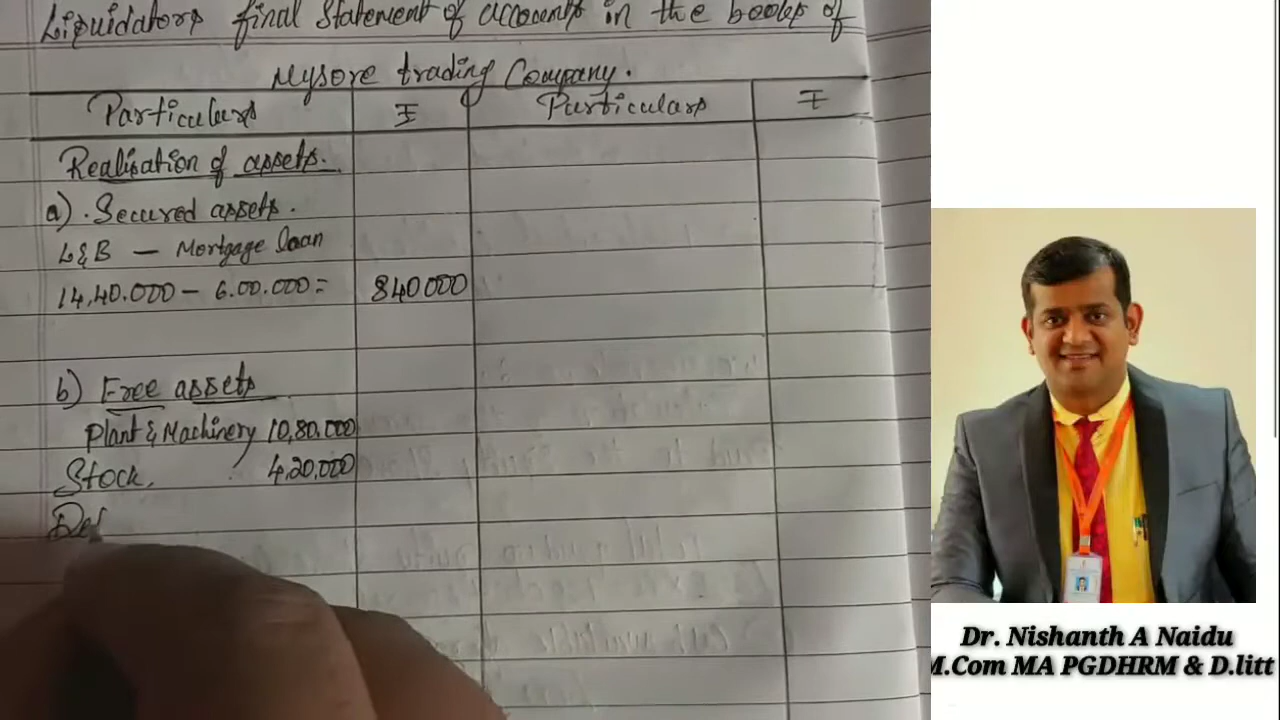 Liquidators final statement of accounts in the books of
Mysore trading Company.
Particulars ₹ Particulars ₹
Realisation of assets.
a). Secured assets.
L&B - Mortgage loan
14,40.000 - 6.00.000 = 840000
b) Free assets
Plant & Machinery 10,80.000
Stock, 4,20,000
Deb
Dr. Nishanth A Naidu
M.Com MA PGDHRM & D.litt